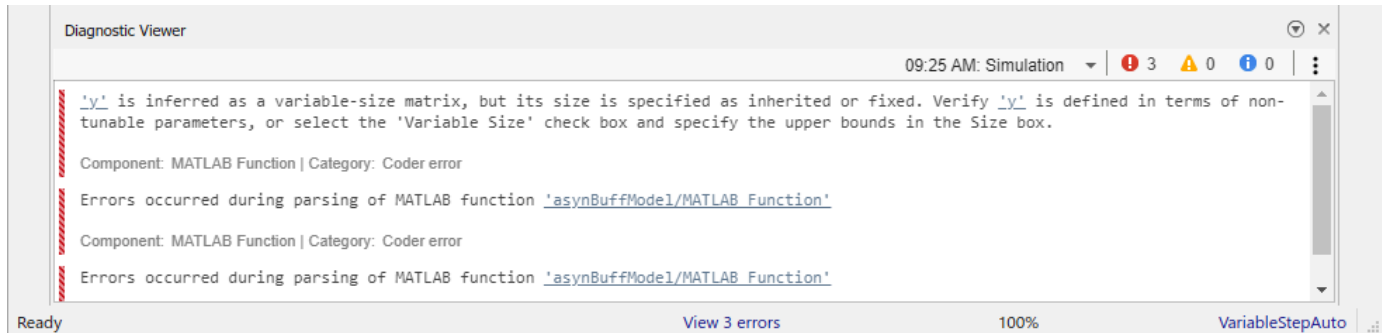 Diagnostic Viewer
09:25 AM: Simulation 3 0 0
'y' is inferred as a variable-size matrix, but its size is specified as inherited or fixed. Verify 'y' is defined in terms of non-
tunable parameters, or select the 'Variable Size' check box and specify the upper bounds in the Size box.
Component: MATLAB Function | Category: Coder error
Errors occurred during parsing of MATLAB function 'asynBuffModel/MATLAB Function'
Component: MATLAB Function | Category: Coder error
Errors occurred during parsing of MATLAB function 'asynBuffModel/MATLAB Function'
Ready View 3 errors 100% VariableStepAuto